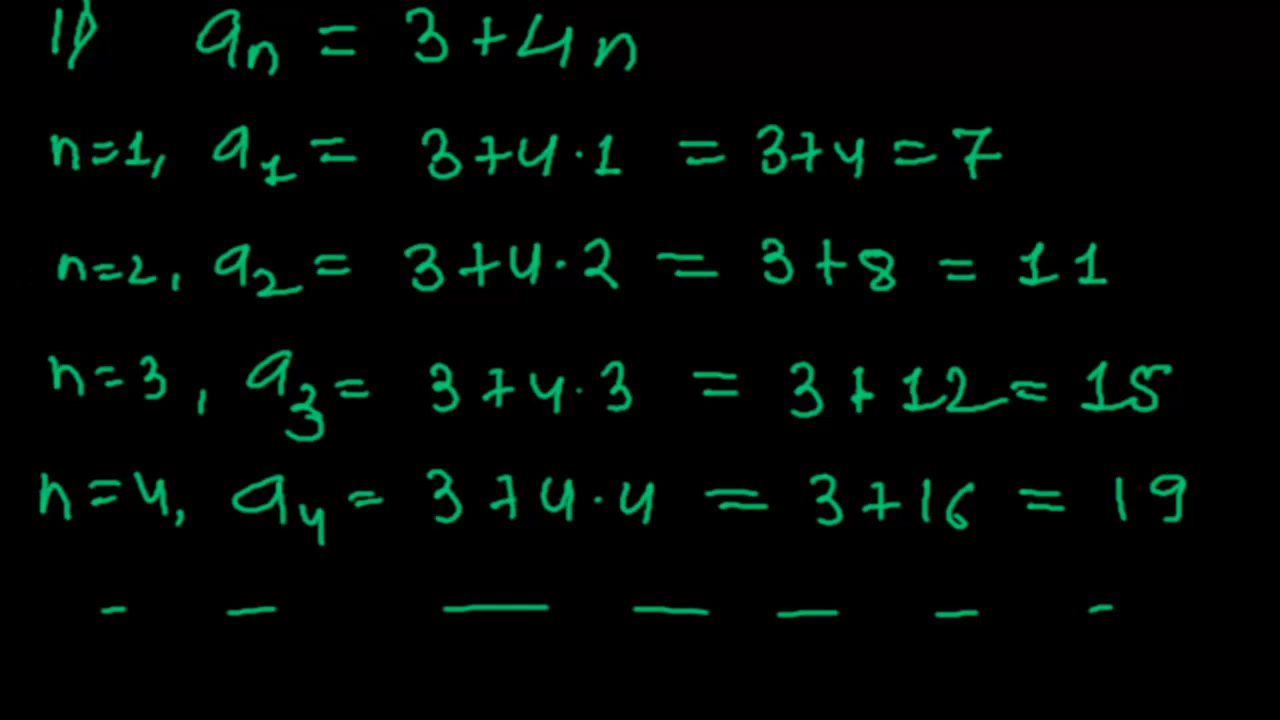 1) aₙ = 3 + 4n
n=1, a₁ = 3+4·1 = 3+4 = 7
n=2, a₂ = 3+4·2 = 3+8 = 11
n=3, a₃ = 3+4·3 = 3+12 = 15
n=4, a₄ = 3+4·4 = 3+16 = 19
- - - - - - -